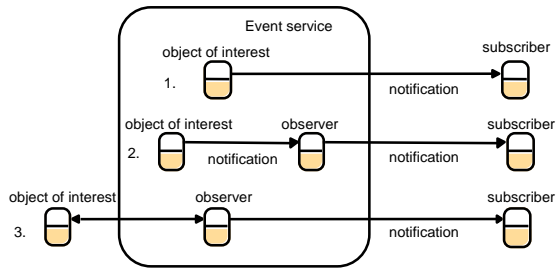 Event service
object of interest
subscriber
1.
notification
object of interest
observer
subscriber
2.
notification
notification
object of interest
observer
subscriber
3.
notification